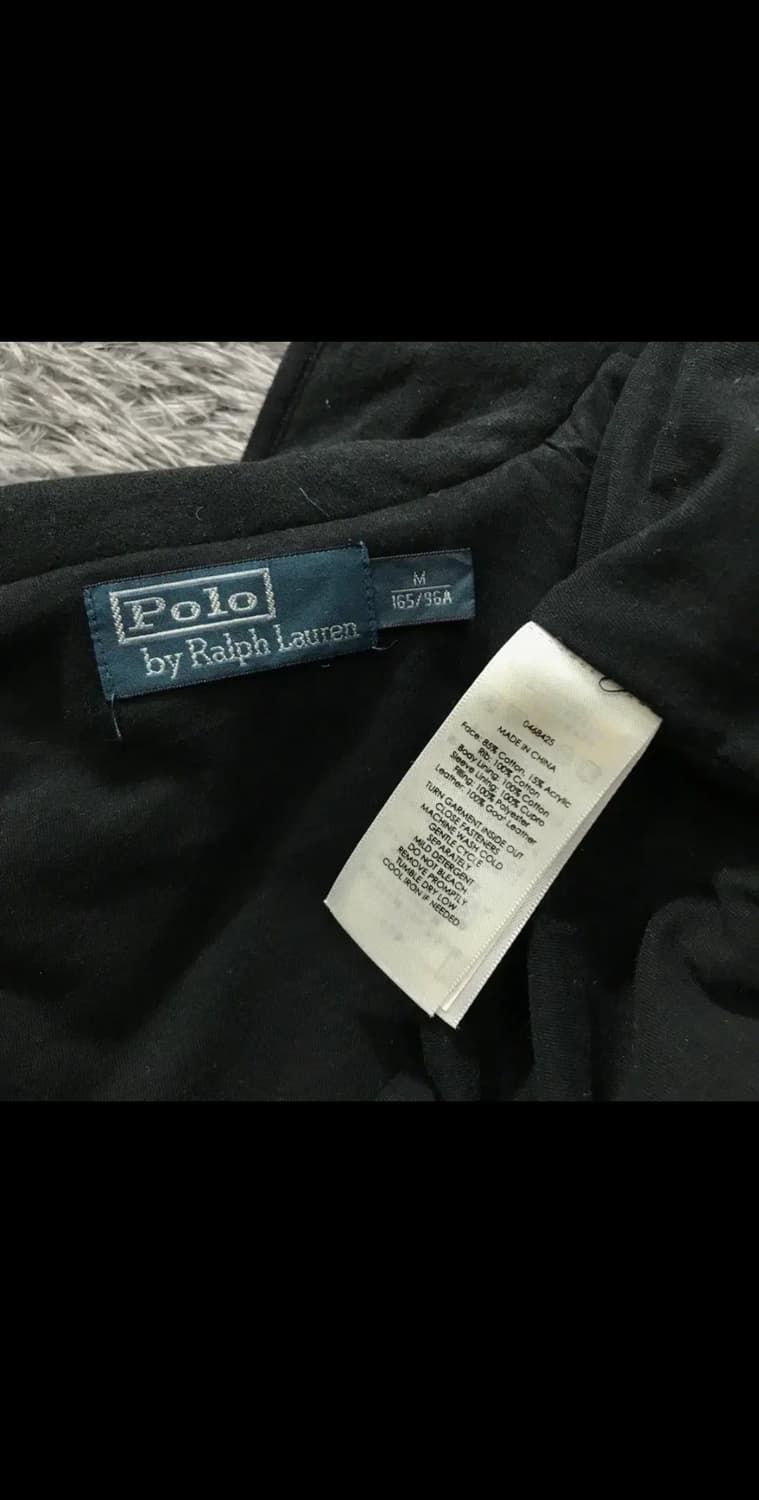 Polo
by Ralph Lauren
M
165/96A
0468425
MADE IN CHINA
Face: 85% Cotton, 15% Acrylic
Rib: 100% Cotton
Body Lining: 100% Cotton
Sleeve Lining: 100% Cupro
Filling: 100% Polyester
Leather: 100% Goat Leather
TURN GARMENT INSIDE OUT
CLOSE FASTENERS
MACHINE WASH COLD
GENTLE CYCLE
SEPARATELY
MILD DETERGENT
DO NOT BLEACH
REMOVE PROMPTLY
TUMBLE DRY LOW
COOL IRON IF NEEDED